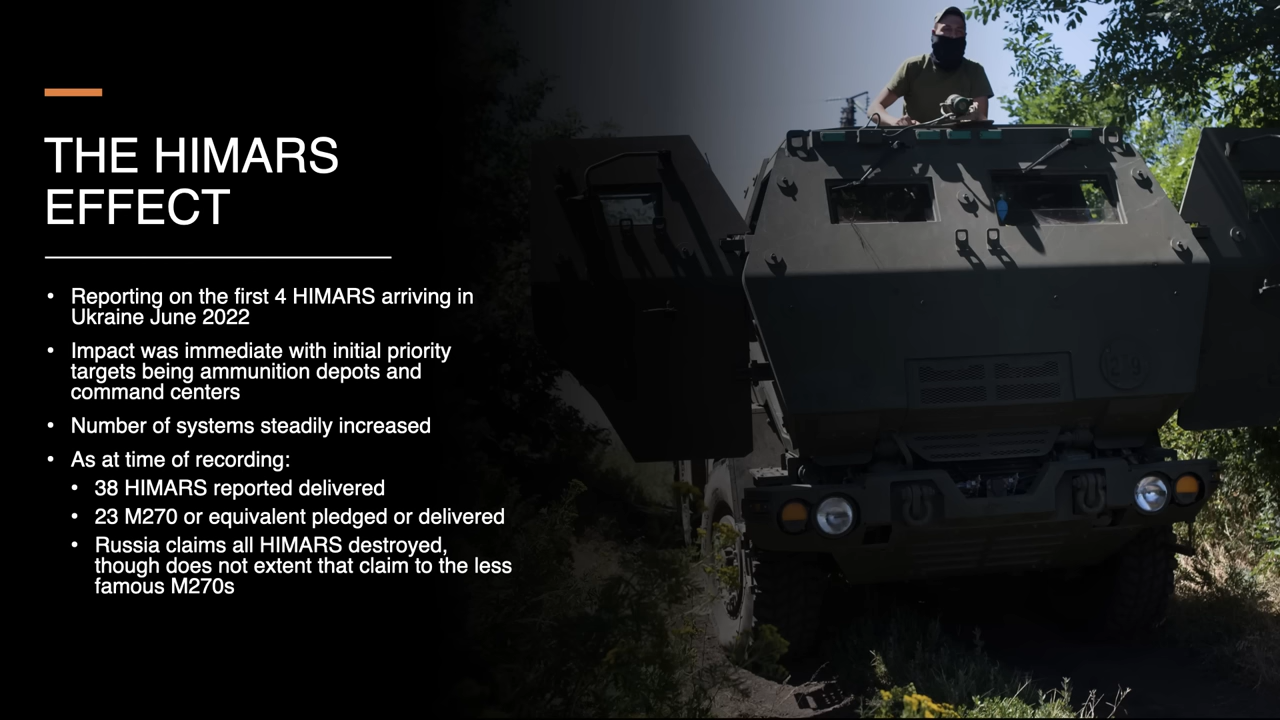 THE HIMARS
EFFECT
• Reporting on the first 4 HIMARS arriving in
Ukraine June 2022
• Impact was immediate with initial priority
targets being ammunition depots and
command centers
• Number of systems steadily increased
• As at time of recording:
• 38 HIMARS reported delivered
• 23 M270 or equivalent pledged or delivered
• Russia claims all HIMARS destroyed,
though does not extent that claim to the less
famous M270s